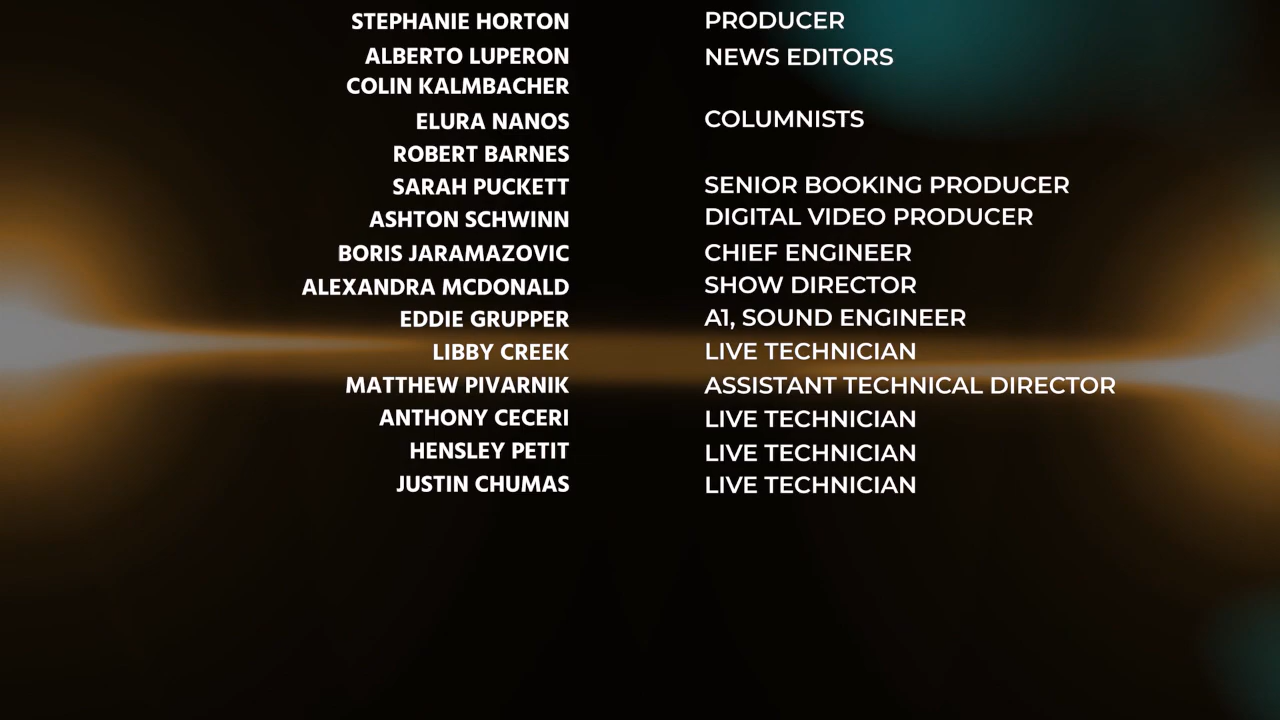 STEPHANIE HORTON PRODUCER
ALBERTO LUPERON NEWS EDITORS
COLIN KALMBACHER
ELURA NANOS COLUMNISTS
ROBERT BARNES
SARAH PUCKETT SENIOR BOOKING PRODUCER
ASHTON SCHWINN DIGITAL VIDEO PRODUCER
BORIS JARAMAZOVIC CHIEF ENGINEER
ALEXANDRA MCDONALD SHOW DIRECTOR
EDDIE GRUPPER A1, SOUND ENGINEER
LIBBY CREEK LIVE TECHNICIAN
MATTHEW PIVARNIK ASSISTANT TECHNICAL DIRECTOR
ANTHONY CECERI LIVE TECHNICIAN
HENSLEY PETIT LIVE TECHNICIAN
JUSTIN CHUMAS LIVE TECHNICIAN